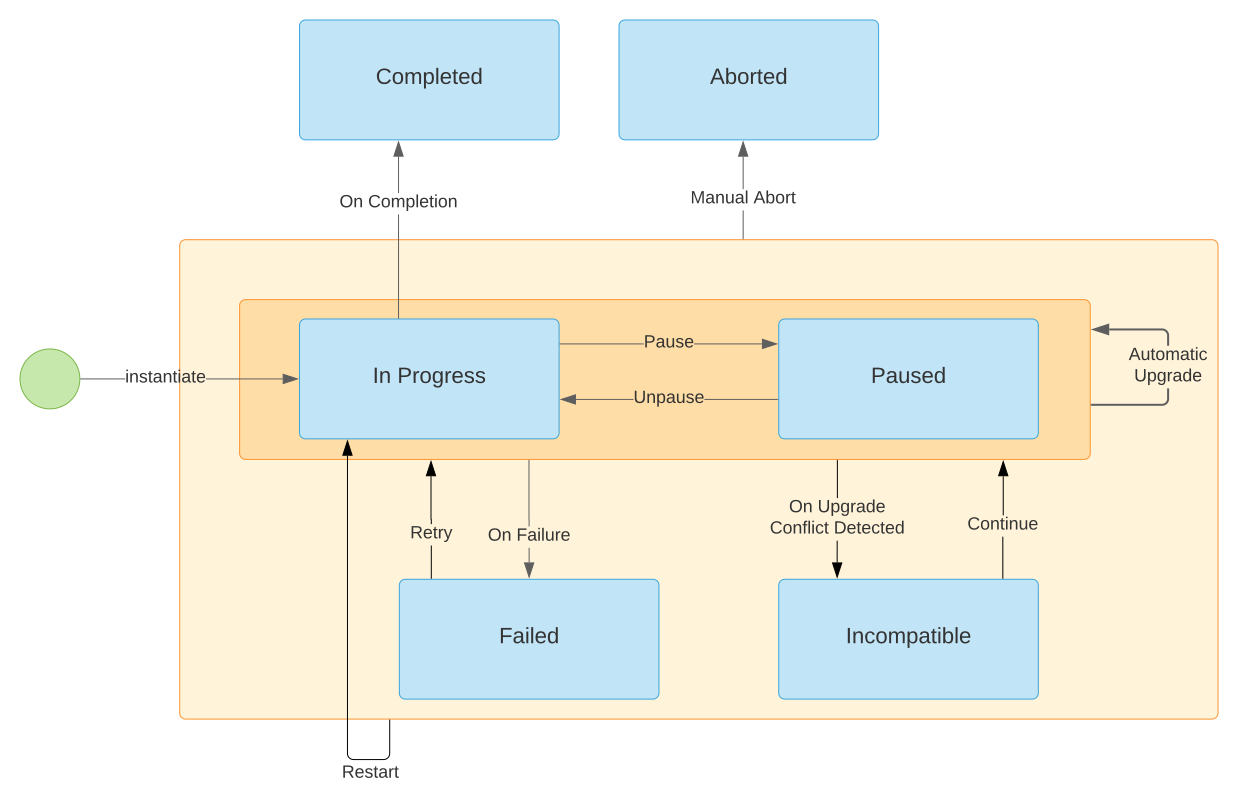 Completed
Aborted
On Completion
Manual Abort
instantiate
In Progress
Pause
Unpause
Paused
Automatic
Upgrade
Retry
On Failure
On Upgrade
Conflict Detected
Continue
Failed
Incompatible
Restart